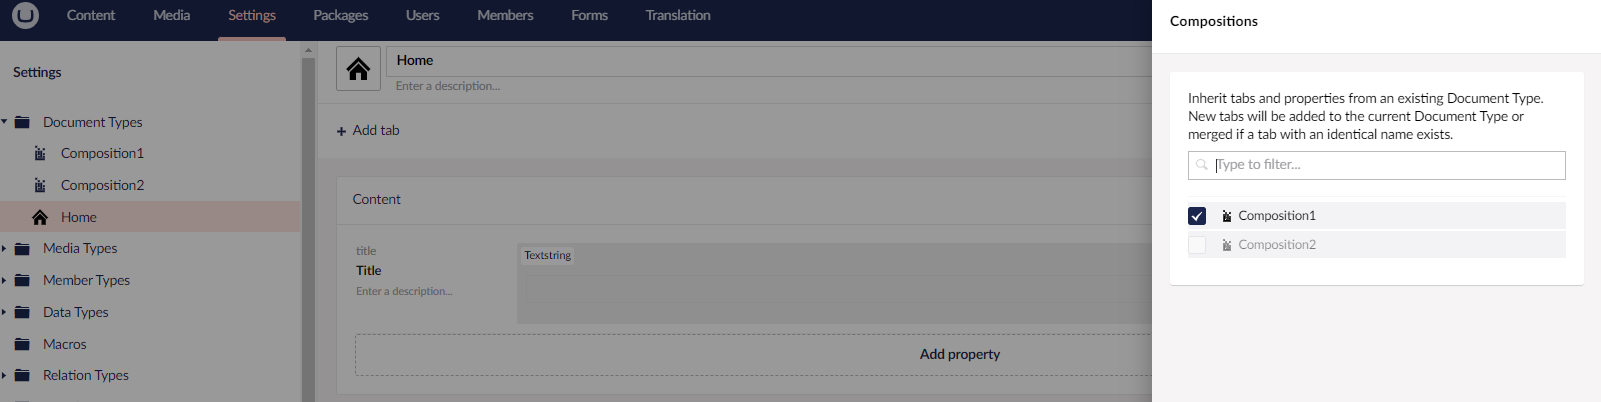 Content Media Settings Packages Users Members Forms Translation
Settings
Document Types
Composition1
Composition2
Home
Media Types
Member Types
Data Types
Macros
Relation Types
Home
Enter a description...
+ Add tab
Content
title
Title
Enter a description...
Textstring
Add property
Compositions
Inherit tabs and properties from an existing Document Type.
New tabs will be added to the current Document Type or
merged if a tab with an identical name exists.
Type to filter...
Composition1
Composition2